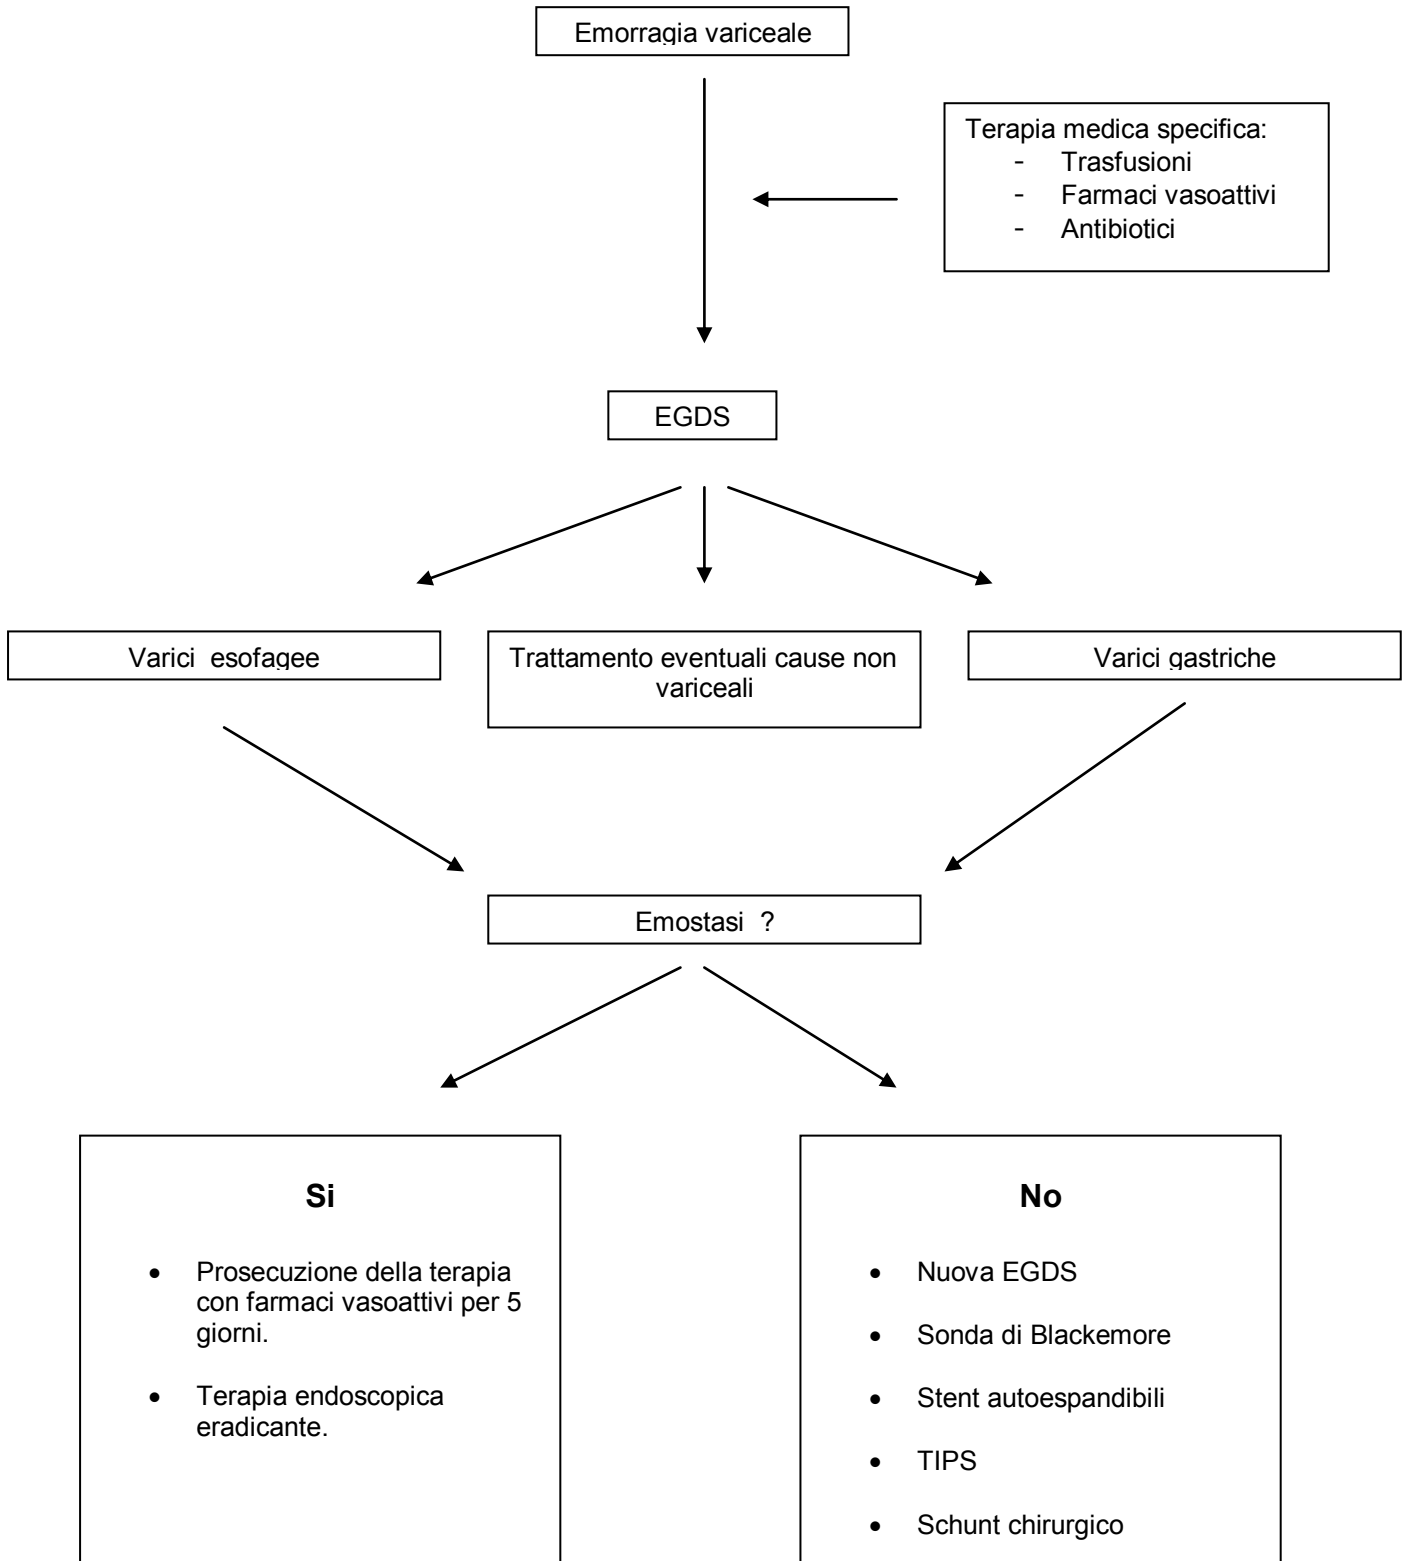 Emorragia variceale
Terapia medica specifica:
- Trasfusioni
- Farmaci vasoattivi
- Antibiotici
EGDS
Varici esofagee
Trattamento eventuali cause non
variceali
Varici gastriche
Emostasi ?
Si
• Prosecuzione della terapia
con farmaci vasoattivi per 5
giorni.
• Terapia endoscopica
eradicante.
No
• Nuova EGDS
• Sonda di Blackemore
• Stent autoespandibili
• TIPS
• Schunt chirurgico